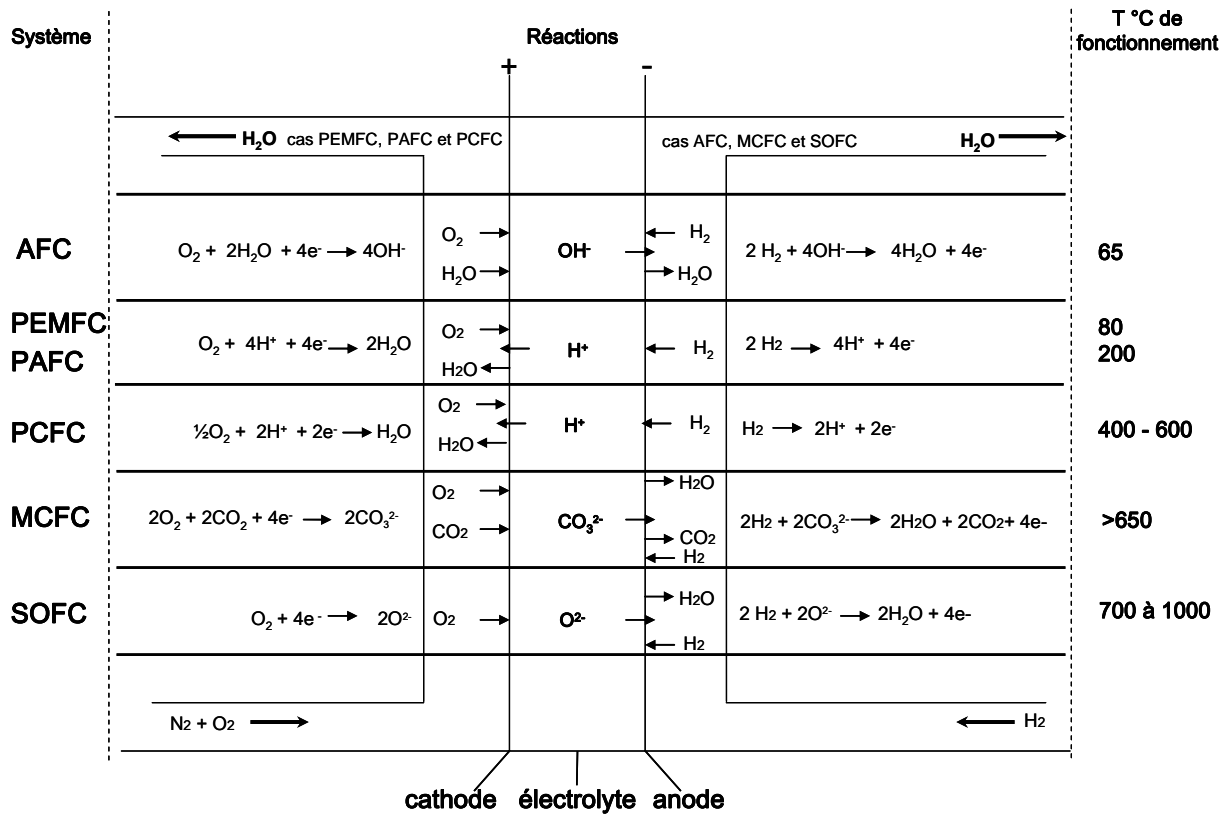 Système
Réactions
T °C de
fonctionnement
+
-
H₂O cas PEMFC, PAFC et PCFC
cas AFC, MCFC et SOFC H₂O
AFC
O₂ + 2H₂O + 4e⁻ → 4OH⁻
O₂ →
H₂O →
OH⁻ →
← H₂
→ H₂O
2 H₂ + 4OH⁻ → 4H₂O + 4e⁻
65
PEMFC
PAFC
O₂ + 4H⁺ + 4e⁻ → 2H₂O
O₂ →
H₂O ←
← H⁺
← H₂
2 H₂ → 4H⁺ + 4e⁻
80
200
PCFC
½O₂ + 2H⁺ + 2e⁻ → H₂O
O₂ →
H₂O ←
← H⁺
← H₂
H₂ → 2H⁺ + 2e⁻
400 - 600
MCFC
2O₂ + 2CO₂ + 4e⁻ → 2CO₃²⁻
O₂ →
CO₂ →
CO₃²⁻ →
→ H₂O
→ CO₂
← H₂
2H₂ + 2CO₃²⁻ → 2H₂O + 2CO₂+ 4e-
>650
SOFC
O₂ + 4e⁻ → 2O²⁻
O₂ →
O²⁻ →
→ H₂O
← H₂
2 H₂ + 2O²⁻ → 2H₂O + 4e-
700 à 1000
N₂ + O₂ →
← H₂
cathode électrolyte anode